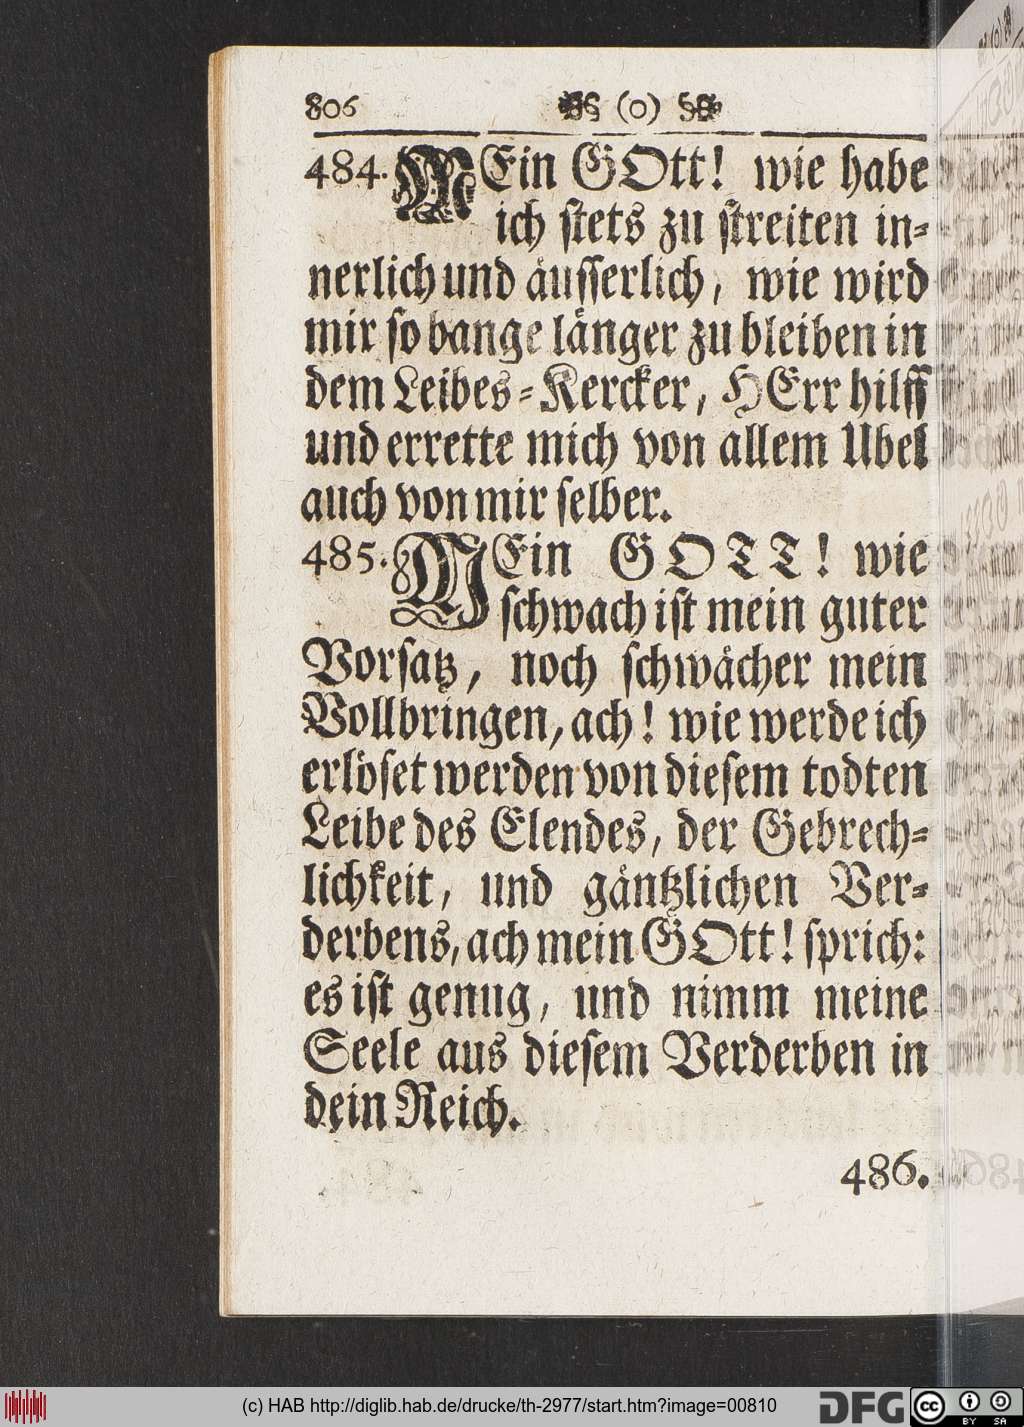 806 (0)
484. MEin GOtt! wie habe
ich stets zu streiten in-
nerlich und äusserlich, wie wird
mir so bange länger zu bleiben in
dem Leibes-Kercker, HErr hilff
und errette mich von allem Ubel
auch von mir selber.
485. MEin GOTT! wie
schwach ist mein guter
Vorsatz, noch schwächer mein
Vollbringen, ach! wie werde ich
erlöset werden von diesem todten
Leibe des Elendes, der Gebrech-
lichkeit, und gäntzlichen Ver-
derbens, ach mein GOtt! sprich:
es ist genug, und nimm meine
Seele aus diesem Verderben in
dein Reich.
486.
(c) HAB http://diglib.hab.de/drucke/th-2977/start.htm?image=00810
DFG
cc BY SA